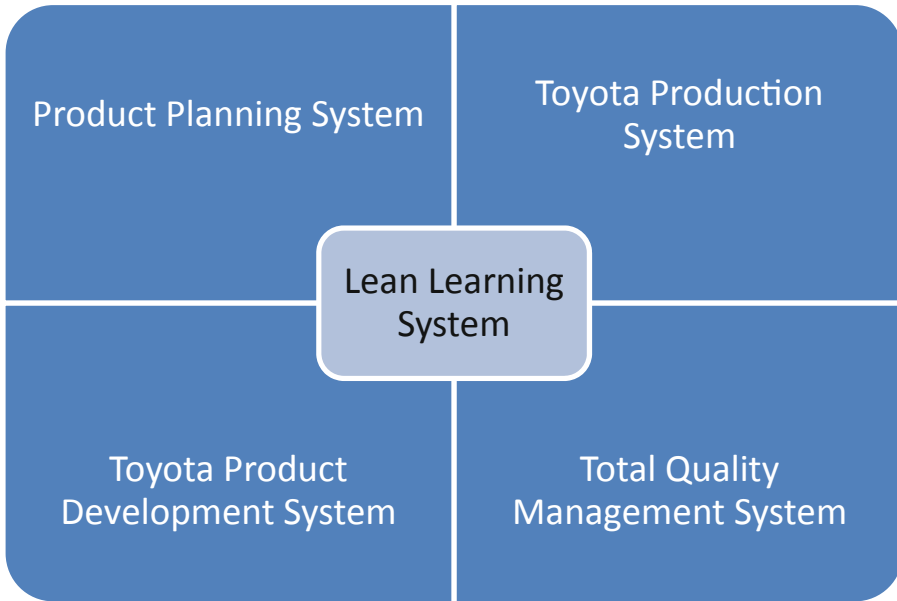 Product Planning System
Toyota Production
System
Lean Learning
System
Toyota Product
Development System
Total Quality
Management System